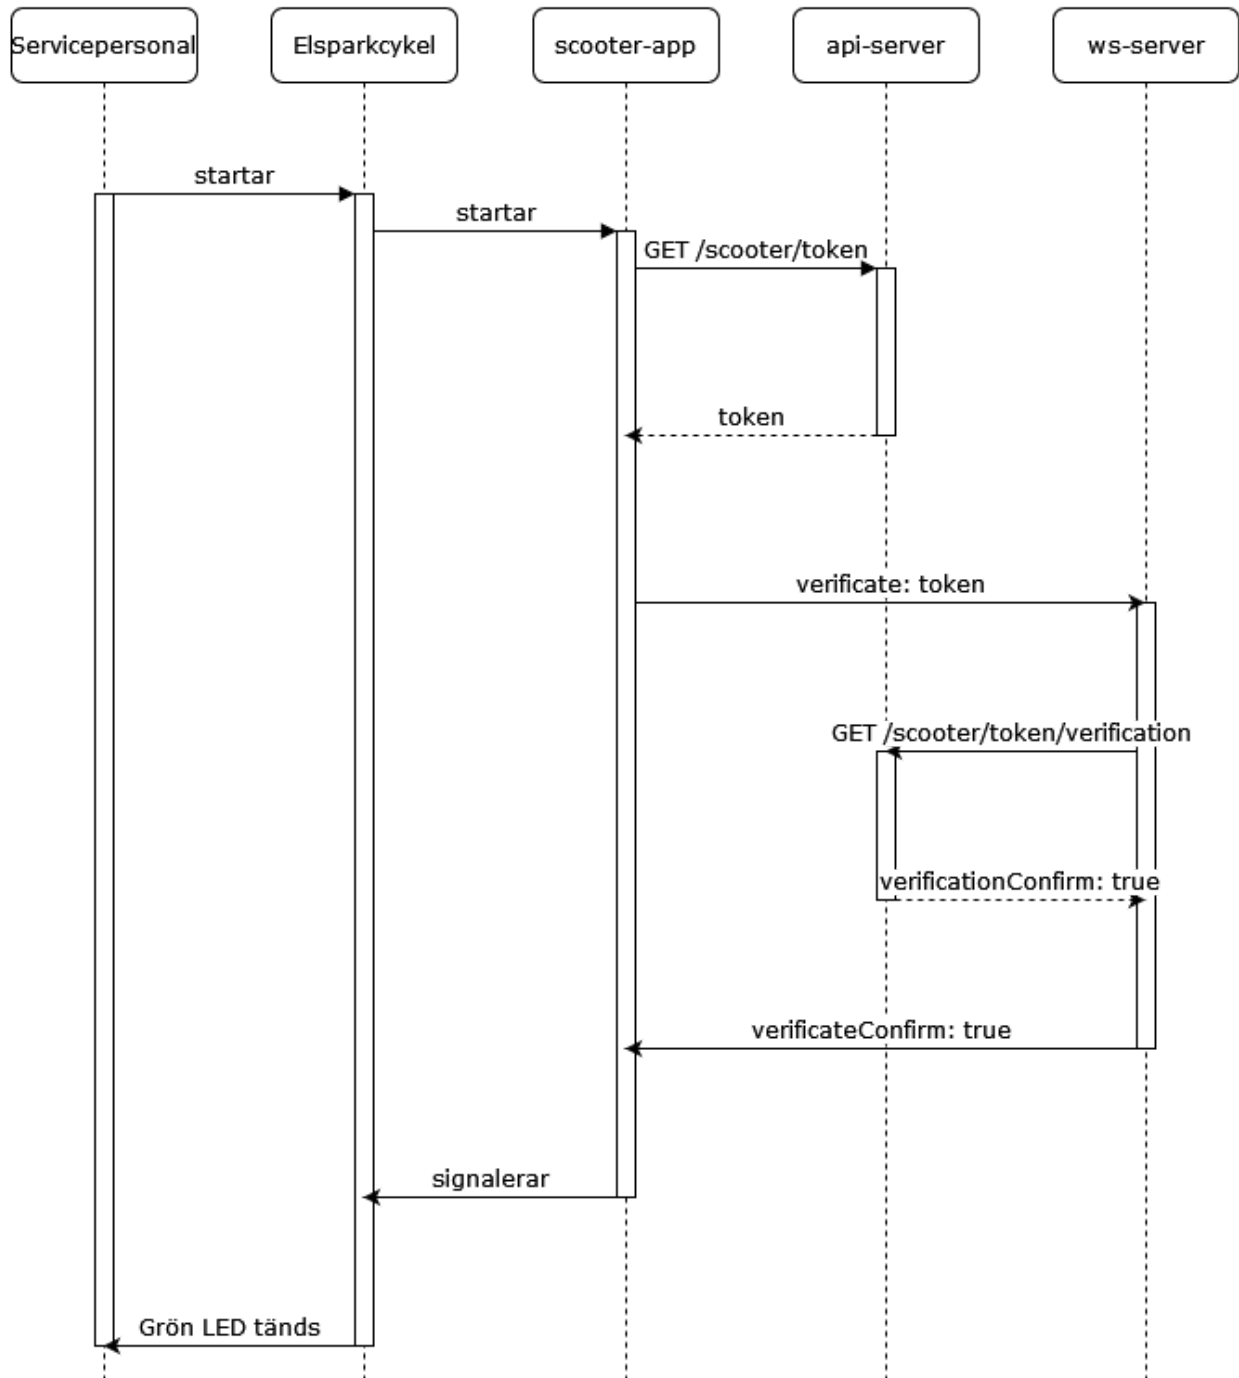 Servicepersonal
Elsparkcykel
scooter-app
api-server
ws-server
startar
startar
GET /scooter/token
token
verificate: token
GET /scooter/token/verification
verificationConfirm: true
verificateConfirm: true
signalerar
Grön LED tänds